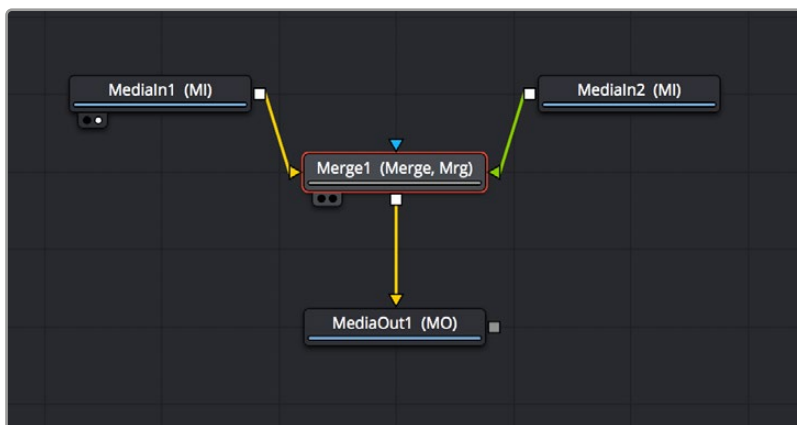 MediaIn1 (MI)
MediaIn2 (MI)
Merge1 (Merge, Mrg)
MediaOut1 (MO)